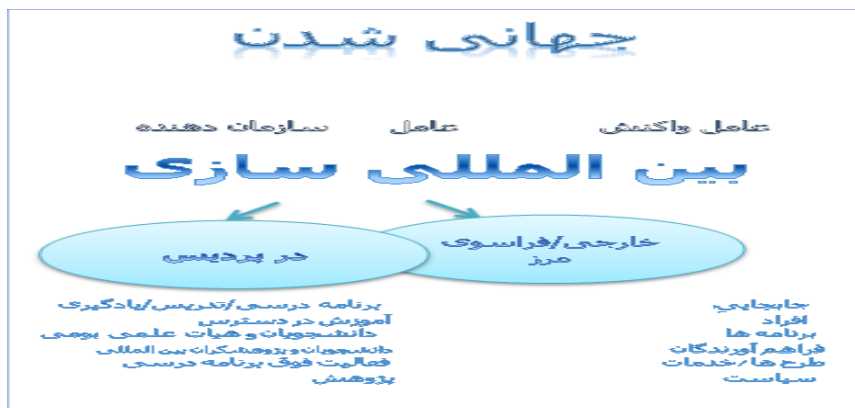 جهانی شدن
عامل واکنش عامل سازمان دهنده
بین المللی سازی
خارجی/فراسوی
مرز
در پردیس
جابجایی:
افراد
برنامه ها
فراهم آورندگان
طرح ها/خدمات
سیاست
برنامه درسی/تدریس/یادگیری
آموزش در دسترس
دانشجویان و هیات علمی بومی
دانشجویان و پژوهشگران بین المللی
فعالیت فوق برنامه درسی
پژوهش